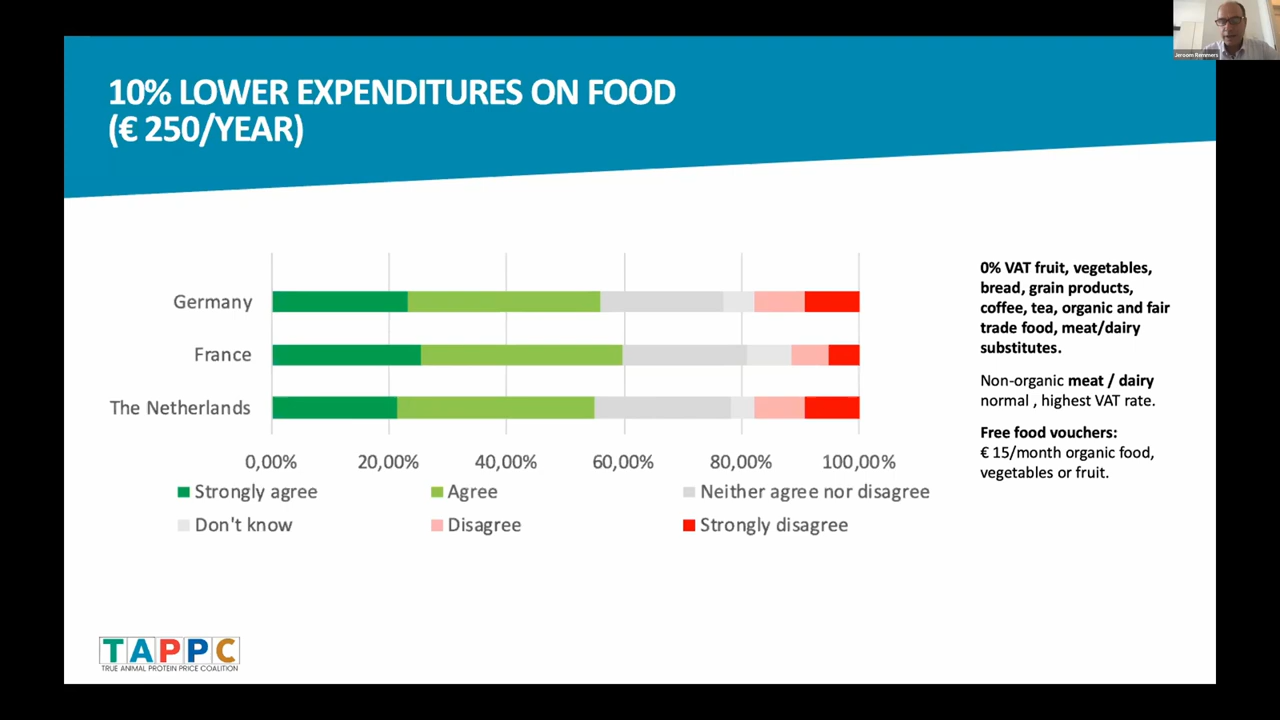 Jeroom Remmers
10% LOWER EXPENDITURES ON FOOD
(€ 250/YEAR)
Germany
France
The Netherlands
0,00% 20,00% 40,00% 60,00% 80,00% 100,00%
Strongly agree Agree Neither agree nor disagree
Don't know Disagree Strongly disagree
0% VAT fruit, vegetables,
bread, grain products,
coffee, tea, organic and fair
trade food, meat/dairy
substitutes.
Non-organic meat / dairy
normal , highest VAT rate.
Free food vouchers:
€ 15/month organic food,
vegetables or fruit.
TAPPC
TRUE ANIMAL PROTEIN PRICE COALITION